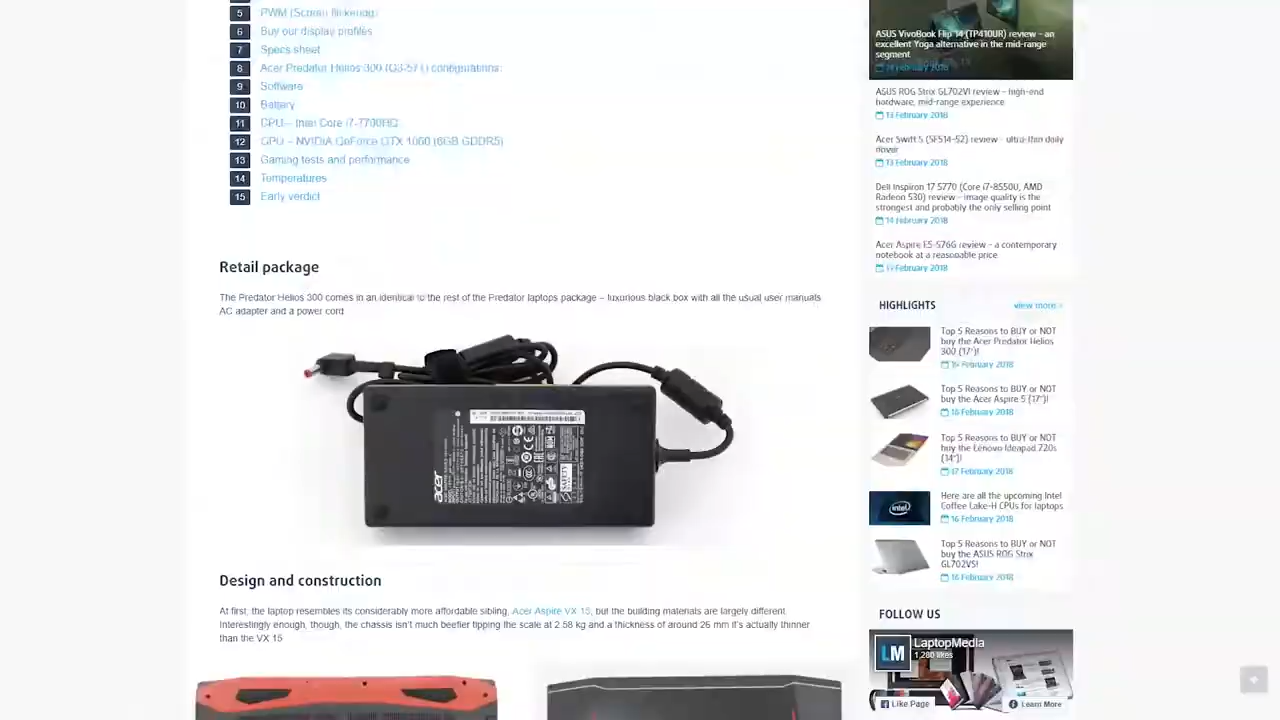 5 PWM (Screen flickering)
6 Buy our display profiles
7 Specs sheet
8 Acer Predator Helios 300 (G3-571) configurations:
9 Software
10 Battery
11 CPU – Intel Core i7-7700HQ
12 GPU – NVIDIA GeForce GTX 1060 (6GB GDDR5)
13 Gaming tests and performance
14 Temperatures
15 Early verdict
Retail package
The Predator Helios 300 comes in an identical to the rest of the Predator laptops package – luxurious black box with all the usual user manuals
AC adapter and a power cord
acer
Design and construction
At first, the laptop resembles its considerably more affordable sibling, Acer Aspire VX 15, but the building materials are largely different.
Interestingly enough, though, the chassis isn't much beefier tipping the scale at 2.58 kg and a thickness of around 26 mm it's actually thinner
than the VX 15
ASUS VivoBook Flip 14 (TP410UR) review – an
excellent Yoga alternative in the mid-range
segment
February 2018
ASUS ROG Strix GL702VI review – high-end
hardware, mid-range experience
13 February 2018
Acer Swift 5 (SF514-52) review – ultra-thin daily
driver
13 February 2018
Dell Inspiron 17 5770 (Core i7-8550U, AMD
Radeon 530) review – image quality is the
strongest and probably the only selling point
14 February 2018
Acer Aspire E5-576G review – a contemporary
notebook at a reasonable price
February 2018
HIGHLIGHTS
view more
Top 5 Reasons to BUY or NOT
buy the Acer Predator Helios
300 (17")!
February 2018
Top 5 Reasons to BUY or NOT
buy the Acer Aspire 5 (17")!
18 February 2018
Top 5 Reasons to BUY or NOT
buy the Lenovo Ideapad 720s
(14")!
17 February 2018
intel
Here are all the upcoming Intel
Coffee Lake-H CPUs for laptops
16 February 2018
Top 5 Reasons to BUY or NOT
buy the ASUS ROG Strix
GL702VS!
16 February 2018
FOLLOW US
LM
LaptopMedia
1,280 likes
Like Page
Learn More